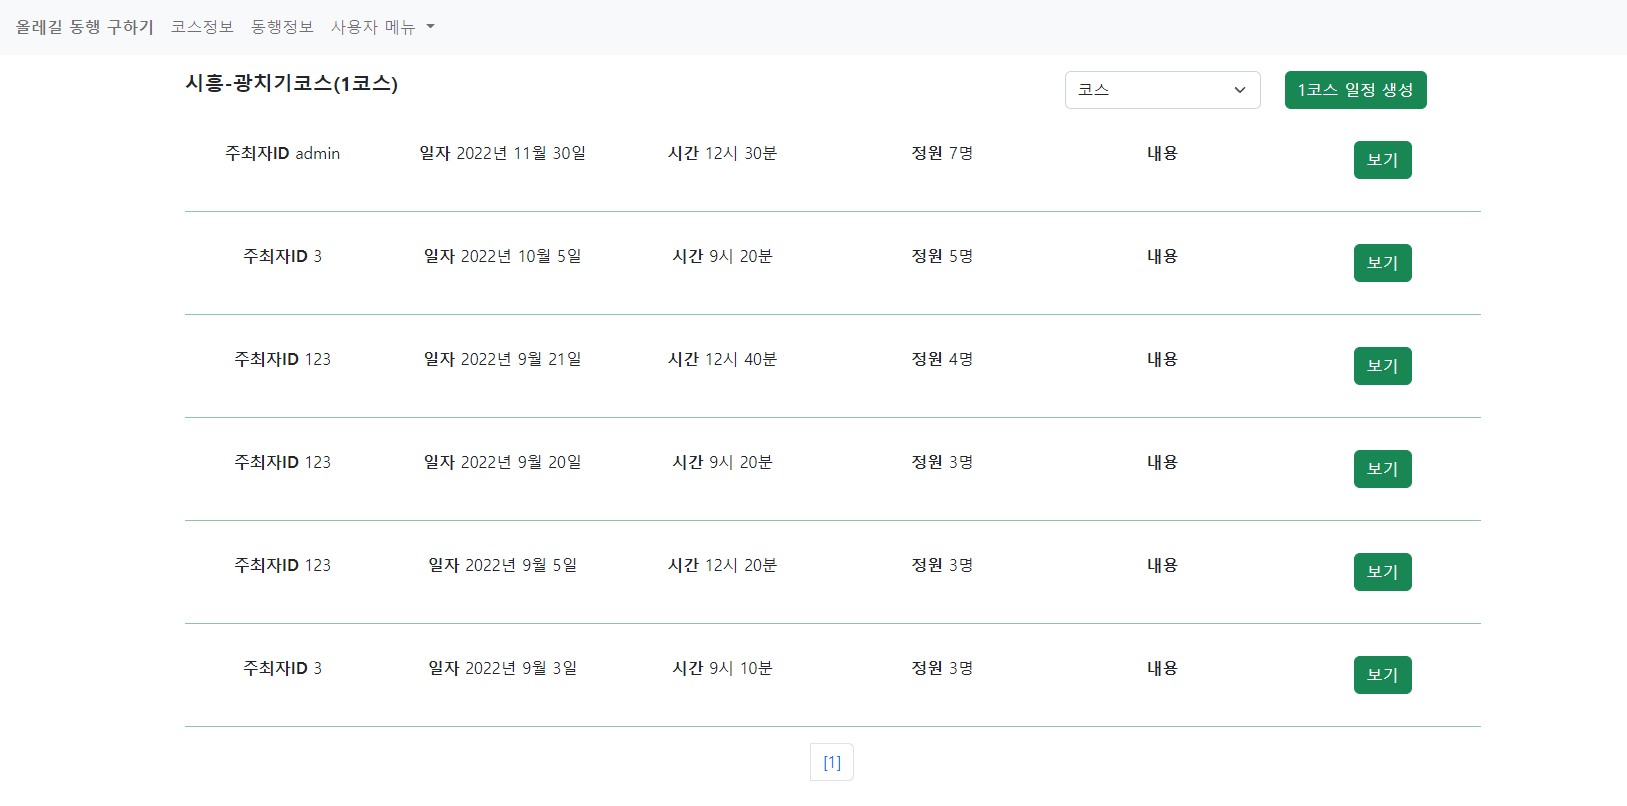 올레길 동행 구하기 코스정보 동행정보 사용자 메뉴
시흥-광치기코스(1코스) 코스 1코스 일정 생성
주최자ID admin 일자 2022년 11월 30일 시간 12시 30분 정원 7명 내용 보기
주최자ID 3 일자 2022년 10월 5일 시간 9시 20분 정원 5명 내용 보기
주최자ID 123 일자 2022년 9월 21일 시간 12시 40분 정원 4명 내용 보기
주최자ID 123 일자 2022년 9월 20일 시간 9시 20분 정원 3명 내용 보기
주최자ID 123 일자 2022년 9월 5일 시간 12시 20분 정원 3명 내용 보기
주최자ID 3 일자 2022년 9월 3일 시간 9시 10분 정원 3명 내용 보기
[1]